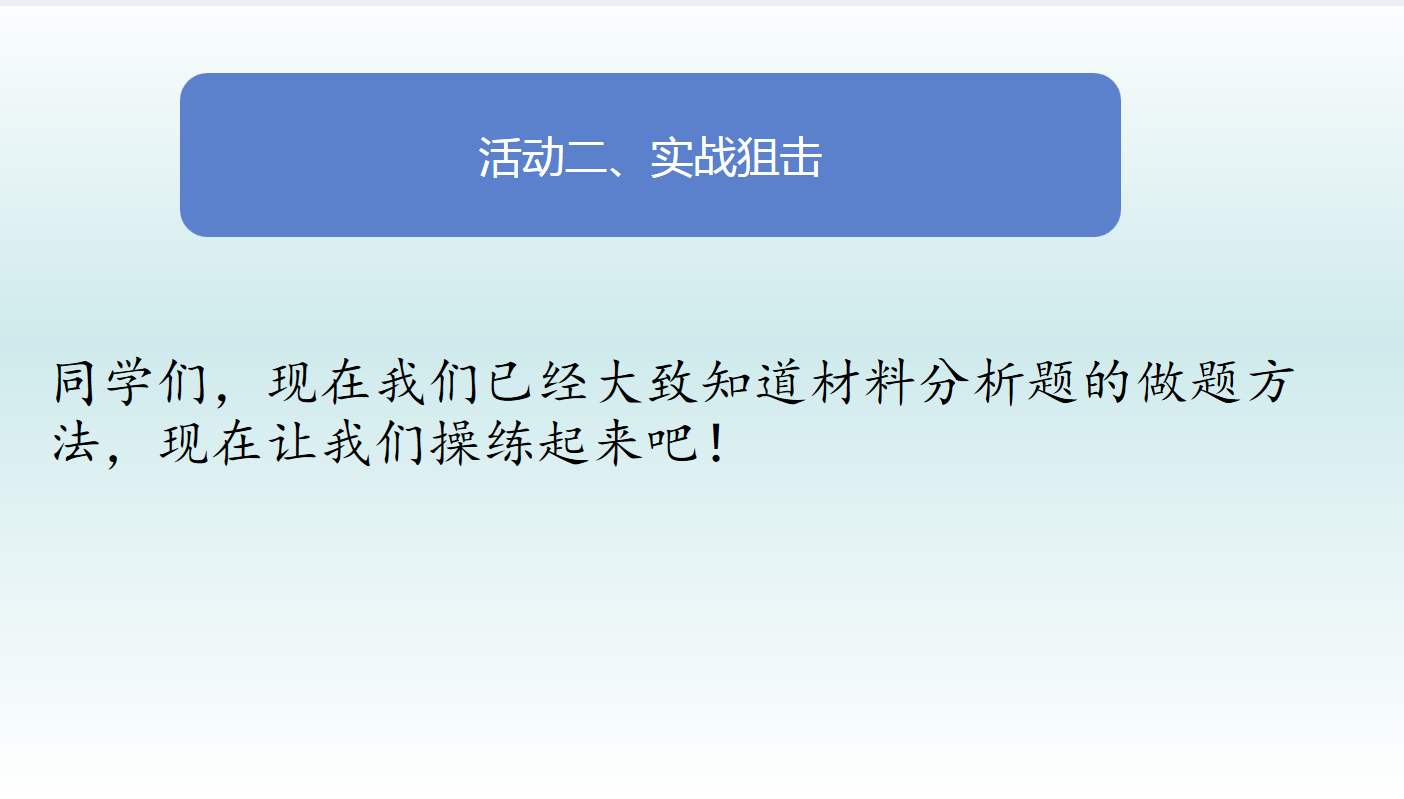 活动二、实战狙击
同学们，现在我们已经大致知道材料分析题的做题方
法，现在让我们操练起来吧！